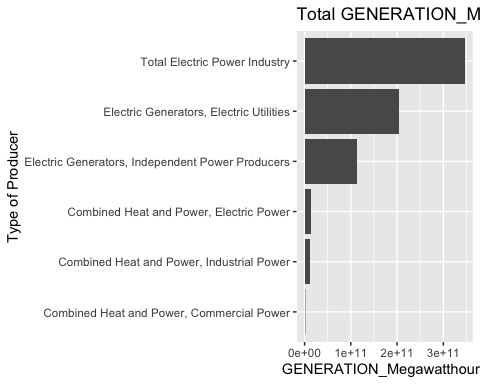 Total GENERATION_M
Type of Producer
Total Electric Power Industry
Electric Generators, Electric Utilities
Electric Generators, Independent Power Producers
Combined Heat and Power, Electric Power
Combined Heat and Power, Industrial Power
Combined Heat and Power, Commercial Power
0e+00 1e+11 2e+11 3e+11
GENERATION_Megawatthour